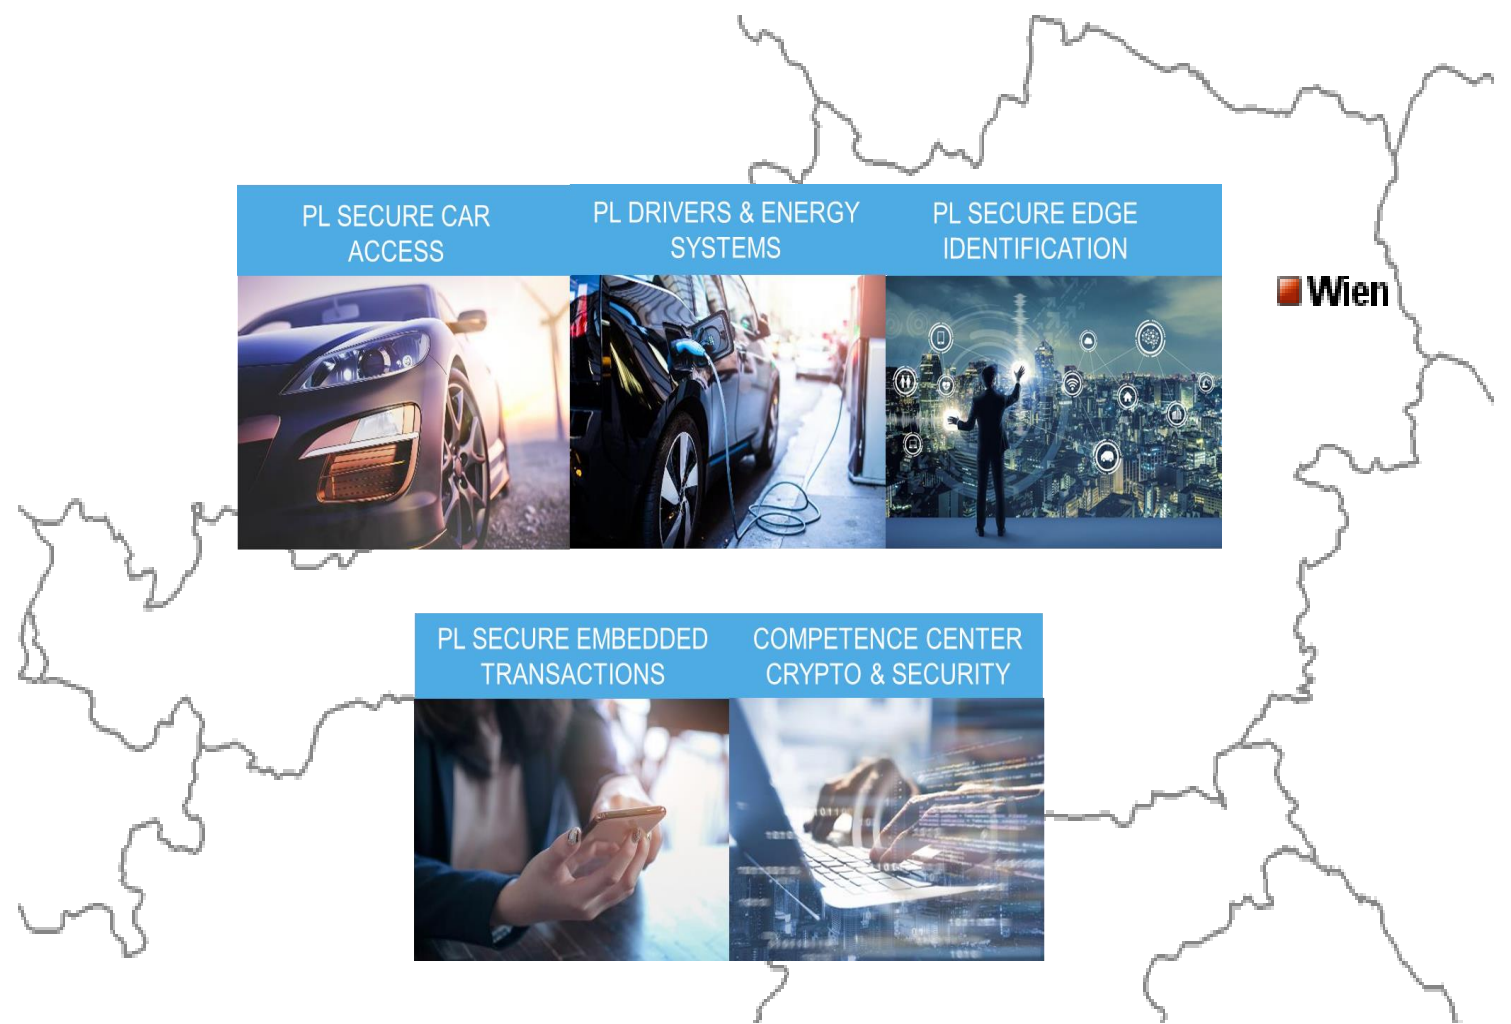 PL SECURE CAR
ACCESS
PL DRIVERS & ENERGY
SYSTEMS
PL SECURE EDGE
IDENTIFICATION
Wien
PL SECURE EMBEDDED
TRANSACTIONS
COMPETENCE CENTER
CRYPTO & SECURITY